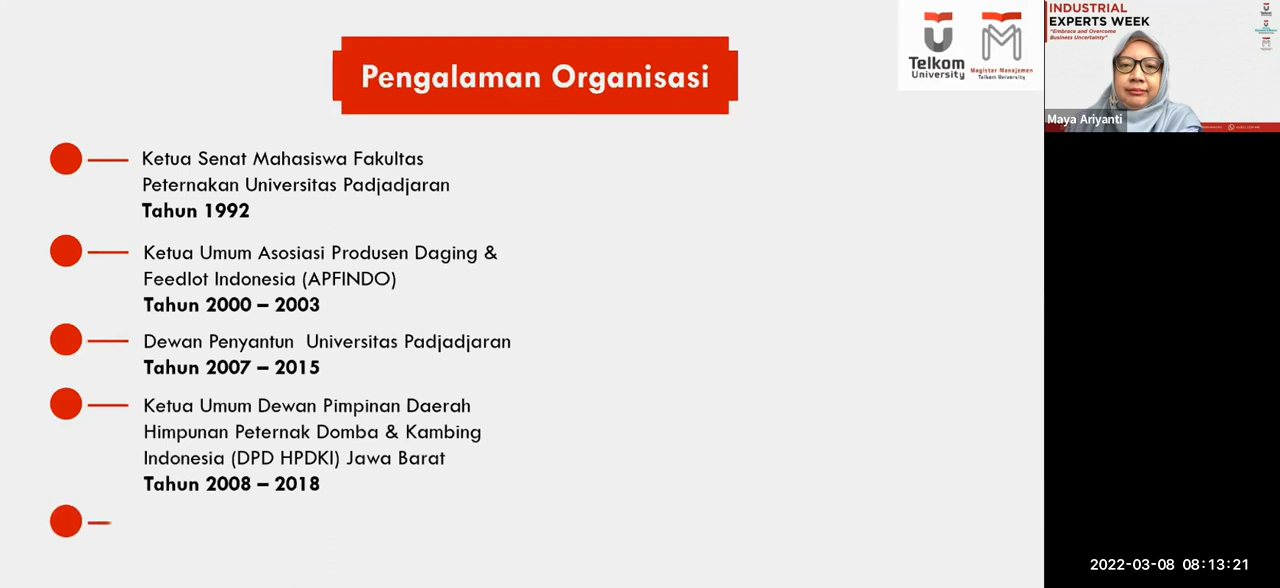 Pengalaman Organisasi
Telkom
University
Magister Manajemen
Telkom University
Ketua Senat Mahasiswa Fakultas
Peternakan Universitas Padjadjaran
Tahun 1992
Ketua Umum Asosiasi Produsen Daging &
Feedlot Indonesia (APFINDO)
Tahun 2000 – 2003
Dewan Penyantun Universitas Padjadjaran
Tahun 2007 – 2015
Ketua Umum Dewan Pimpinan Daerah
Himpunan Peternak Domba & Kambing
Indonesia (DPD HPDKI) Jawa Barat
Tahun 2008 – 2018
INDUSTRIAL
EXPERTS WEEK
"Embrace and Overcome
Business Uncertainty"
Maya Ariyanti
2022-03-08 08:13:21